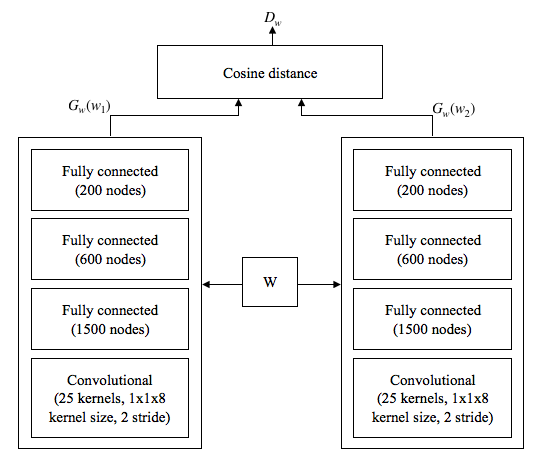 D_w
Cosine distance
G_w(w_1)
G_w(w_2)
Fully connected
(200 nodes)
Fully connected
(600 nodes)
Fully connected
(1500 nodes)
Convolutional
(25 kernels, 1x1x8
kernel size, 2 stride)
W
Fully connected
(200 nodes)
Fully connected
(600 nodes)
Fully connected
(1500 nodes)
Convolutional
(25 kernels, 1x1x8
kernel size, 2 stride)